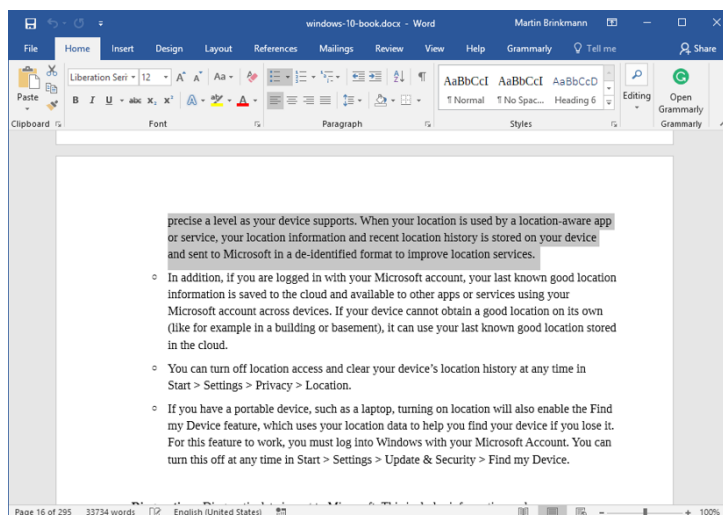 windows-10-book.docx - Word
Martin Brinkmann
File Home Insert Design Layout References Mailings Review View Help Grammarly Tell me Share
Paste
Liberation Seri 12 A A Aa
B I U abc X₂ X² A A
AaBbCcI AaBbCcI AaBbCcD
¶ Normal ¶ No Spac... Heading 6
Editing
Open Grammarly
Clipboard Font Paragraph Styles Grammarly
precise a level as your device supports. When your location is used by a location-aware app
or service, your location information and recent location history is stored on your device
and sent to Microsoft in a de-identified format to improve location services.
In addition, if you are logged in with your Microsoft account, your last known good location
information is saved to the cloud and available to other apps or services using your
Microsoft account across devices. If your device cannot obtain a good location on its own
(like for example in a building or basement), it can use your last known good location stored
in the cloud.
You can turn off location access and clear your device's location history at any time in
Start > Settings > Privacy > Location.
If you have a portable device, such as a laptop, turning on location will also enable the Find
my Device feature, which uses your location data to help you find your device if you lose it.
For this feature to work, you must log into Windows with your Microsoft Account. You can
turn this off at any time in Start > Settings > Update & Security > Find my Device.
Page 16 of 295 33734 words English (United States) 100%